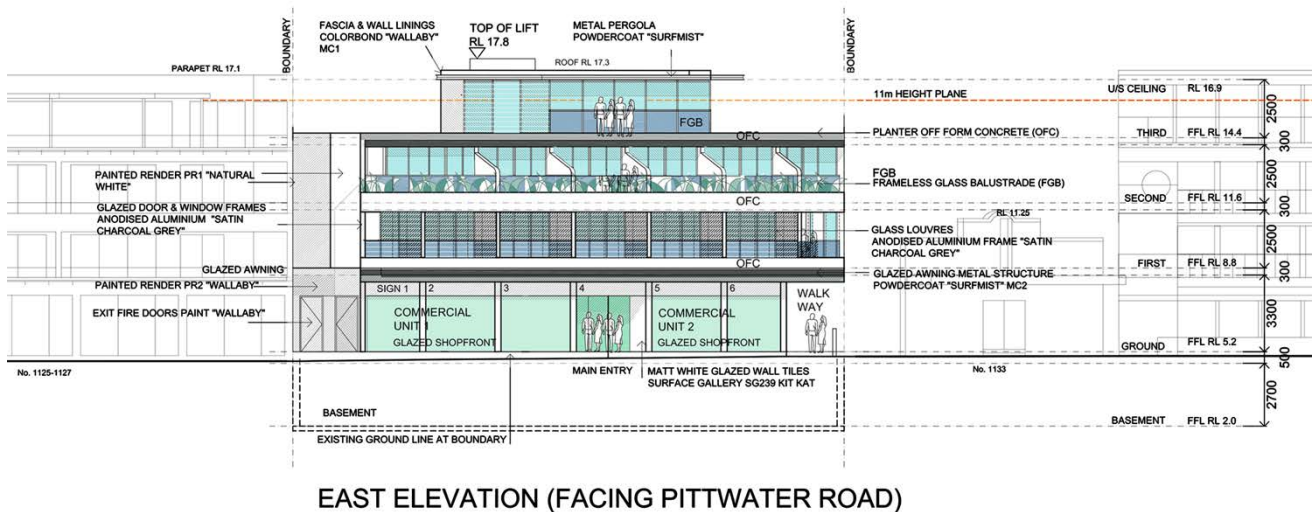 FASCIA & WALL LININGS
COLORBOND "WALLABY"
MC1
TOP OF LIFT
RL 17.8
METAL PERGOLA
POWDERCOAT "SURFMIST"
BOUNDARY
BOUNDARY
PARAPET RL 17.1
ROOF RL 17.3
11m HEIGHT PLANE
U/S CEILING RL 16.9
2500
FGB
OFC
PLANTER OFF FORM CONCRETE (OFC)
THIRD FFL RL 14.4
300
PAINTED RENDER PR1 "NATURAL
WHITE"
FGB
FRAMELESS GLASS BALUSTRADE (FGB)
2500
OFC
SECOND FFL RL 11.6
300
GLAZED DOOR & WINDOW FRAMES
ANODISED ALUMINIUM "SATIN
CHARCOAL GREY"
RL 11.25
GLASS LOUVRES
ANODISED ALUMINIUM FRAME "SATIN
CHARCOAL GREY"
2500
OFC
FIRST FFL RL 8.8
300
GLAZED AWNING
GLAZED AWNING METAL STRUCTURE
POWDERCOAT "SURFMIST" MC2
PAINTED RENDER PR2 "WALLABY"
SIGN 1 2 3 4 5 6
WALK
WAY
EXIT FIRE DOORS PAINT "WALLABY"
COMMERCIAL
UNIT 1
GLAZED SHOPFRONT
COMMERCIAL
UNIT 2
GLAZED SHOPFRONT
3300
GROUND FFL RL 5.2
500
No. 1125-1127
MAIN ENTRY
MATT WHITE GLAZED WALL TILES
SURFACE GALLERY SG239 KIT KAT
No. 1133
2700
BASEMENT
BASEMENT FFL RL 2.0
EXISTING GROUND LINE AT BOUNDARY
EAST ELEVATION (FACING PITTWATER ROAD)